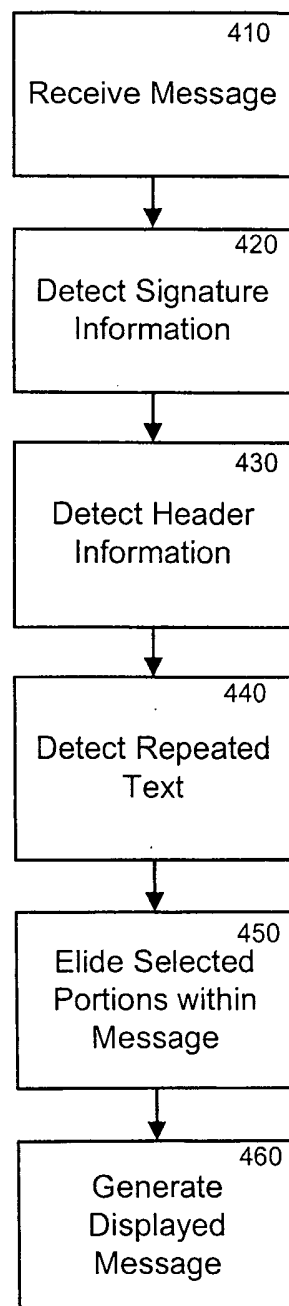 410
Receive Message
420
Detect Signature
Information
430
Detect Header
Information
440
Detect Repeated
Text
450
Elide Selected
Portions within
Message
460
Generate
Displayed
Message